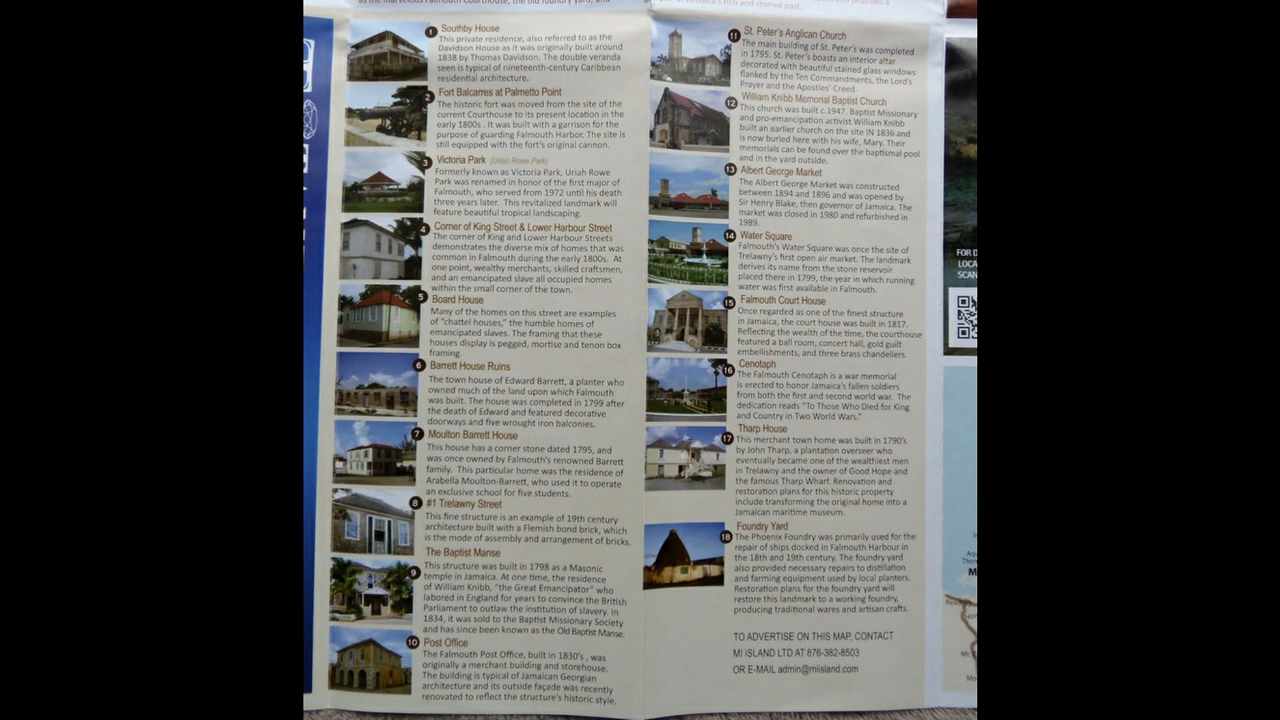 as the marvelous Falmouth Courthouse, the old foundry yard, and
of Jamaica's rich and storied past.
1
Southby House
This private residence, also referred to as the
Davidson House as it was originally built around
1838 by Thomas Davidson. The double veranda
seen is typical of nineteenth-century Caribbean
residential architecture.
2
Fort Balcarres at Palmetto Point
The historic fort was moved from the site of the
current Courthouse to its present location in the
early 1800s . It was built with a garrison for the
purpose of guarding Falmouth Harbor. The site is
still equipped with the fort's original cannon.
3
Victoria Park (Uriah Rowe Park)
Formerly known as Victoria Park, Uriah Rowe
Park was renamed in honor of the first major of
Falmouth, who served from 1972 until his death
three years later. This revitalized landmark will
feature beautiful tropical landscaping.
4
Corner of King Street & Lower Harbour Street
The corner of King and Lower Harbour Streets
demonstrates the diverse mix of homes that was
common in Falmouth during the early 1800s. At
one point, wealthy merchants, skilled craftsmen,
and an emancipated slave all occupied homes
within the small corner of the town.
5
Board House
Many of the homes on this street are examples
of "chattel houses," the humble homes of
emancipated slaves. The framing that these
houses display is pegged, mortise and tenon box
framing.
6
Barrett House Ruins
The town house of Edward Barrett, a planter who
owned much of the land upon which Falmouth
was built. The house was completed in 1799 after
the death of Edward and featured decorative
doorways and five wrought iron balconies.
7
Moulton Barrett House
This house has a corner stone dated 1795, and
was once owned by Falmouth's renowned Barrett
family. This particular home was the residence of
Arabella Moulton-Barrett, who used it to operate
an exclusive school for five students.
8
#1 Trelawny Street
This fine structure is an example of 19th century
architecture built with a Flemish bond brick, which
is the mode of assembly and arrangement of bricks.
The Baptist Manse
9
This structure was built in 1798 as a Masonic
temple in Jamaica. At one time, the residence
of William Knibb, "the Great Emancipator" who
labored in England for years to convince the British
Parliament to outlaw the institution of slavery. In
1834, it was sold to the Baptist Missionary Society
and has since been known as the Old Baptist Manse.
10
Post Office
The Falmouth Post Office, built in 1830's , was
originally a merchant building and storehouse.
The building is typical of Jamaican Georgian
architecture and its outside façade was recently
renovated to reflect the structure's historic style.
11
St. Peter's Anglican Church
The main building of St. Peter's was completed
in 1795. St. Peter's boasts an interior altar
decorated with beautiful stained glass windows
flanked by the Ten Commandments, the Lord's
Prayer and the Apostles' Creed.
12
William Knibb Memorial Baptist Church
This church was built c.1947. Baptist Missionary
and pro-emancipation activist William Knibb
built an earlier church on the site IN 1836 and
is now buried here with his wife, Mary. Their
memorials can be found over the baptismal pool
and in the yard outside.
13
Albert George Market
The Albert George Market was constructed
between 1894 and 1896 and was opened by
Sir Henry Blake, then governor of Jamaica. The
market was closed in 1980 and refurbished in
1989.
14
Water Square
Falmouth's Water Square was once the site of
Trelawny's first open air market. The landmark
derives its name from the stone reservoir
placed there in 1799, the year in which running
water was first available in Falmouth.
15
Falmouth Court House
Once regarded as one of the finest structure
in Jamaica, the court house was built in 1817.
Reflecting the wealth of the time, the courthouse
featured a ball room, concert hall, gold guilt
embellishments, and three brass chandeliers.
16
Cenotaph
The Falmouth Cenotaph is a war memorial
is erected to honor Jamaica's fallen soldiers
from both the first and second world war. The
dedication reads "To Those Who Died for King
and Country in Two World Wars."
17
Tharp House
This merchant town home was built in 1790's
by John Tharp, a plantation overseer who
eventually became one of the wealthiest men
in Trelawny and the owner of Good Hope and
the famous Tharp Wharf. Renovation and
restoration plans for this historic property
include transforming the original home into a
Jamaican maritime museum.
18
Foundry Yard
The Phoenix Foundry was primarily used for the
repair of ships docked in Falmouth Harbour in
the 18th and 19th century. The foundry yard
also provided necessary repairs to distillation
and farming equipment used by local planters.
Restoration plans for the foundry yard will
restore this landmark to a working foundry,
producing traditional wares and artisan crafts.
TO ADVERTISE ON THIS MAP, CONTACT
MI ISLAND LTD AT 876-382-8503
OR E-MAIL admin@miisland.com
FOR D
LOCA
SCAN